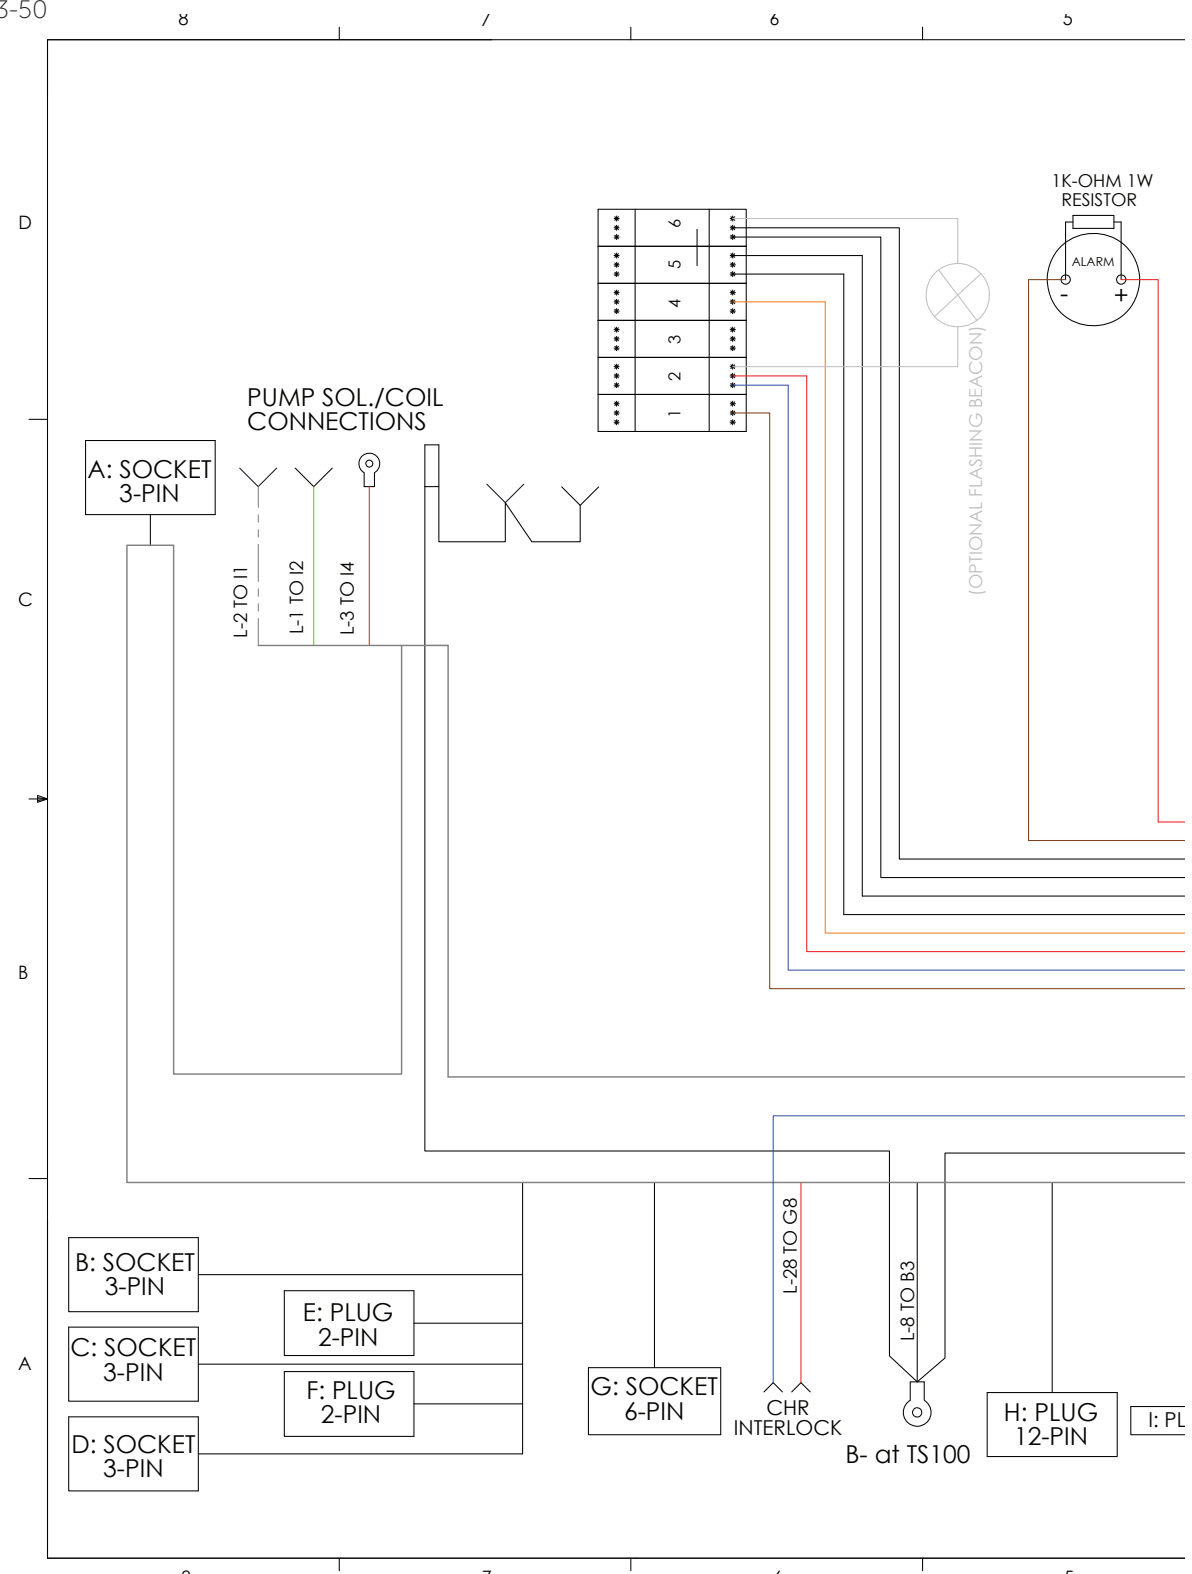 3-50
8
7
6
5
1K-OHM 1W
RESISTOR
D
6
ALARM
5
- +
4
3
2
1
(OPTIONAL FLASHING BEACON)
PUMP SOL./COIL
CONNECTIONS
A: SOCKET
3-PIN
C
L-2 TO I1
L-1 TO I2
L-3 TO I4
B
L-28 TO G8
L-8 TO B3
B: SOCKET
3-PIN
E: PLUG
2-PIN
A
C: SOCKET
3-PIN
F: PLUG
2-PIN
G: SOCKET
6-PIN
CHR
INTERLOCK
H: PLUG
12-PIN
I: PL
D: SOCKET
3-PIN
B- at TS100